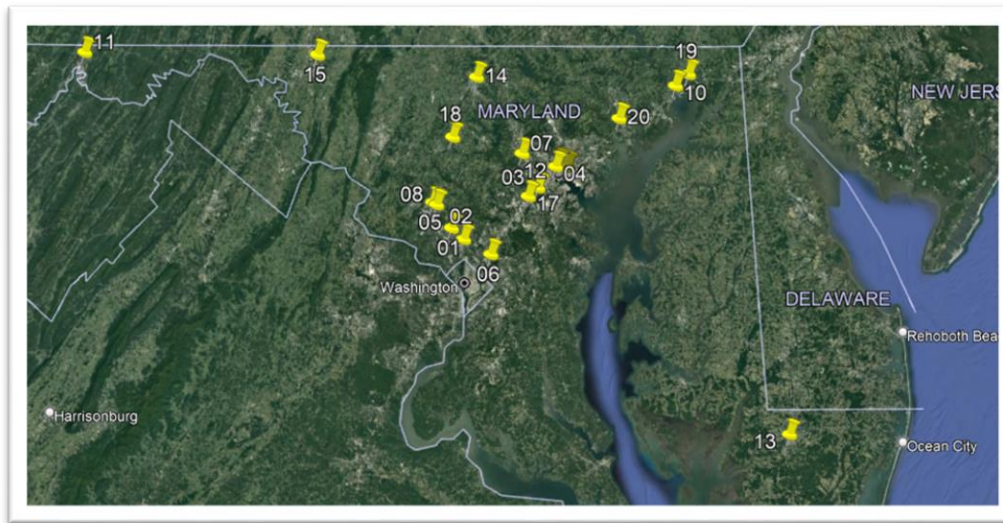 11
15
14
19
10
NEW JERS
18
MARYLAND
20
07
12
03
04
17
08
02
05
01
06
Washington
DELAWARE
Rehoboth Bea
Harrisonburg
13
Ocean City